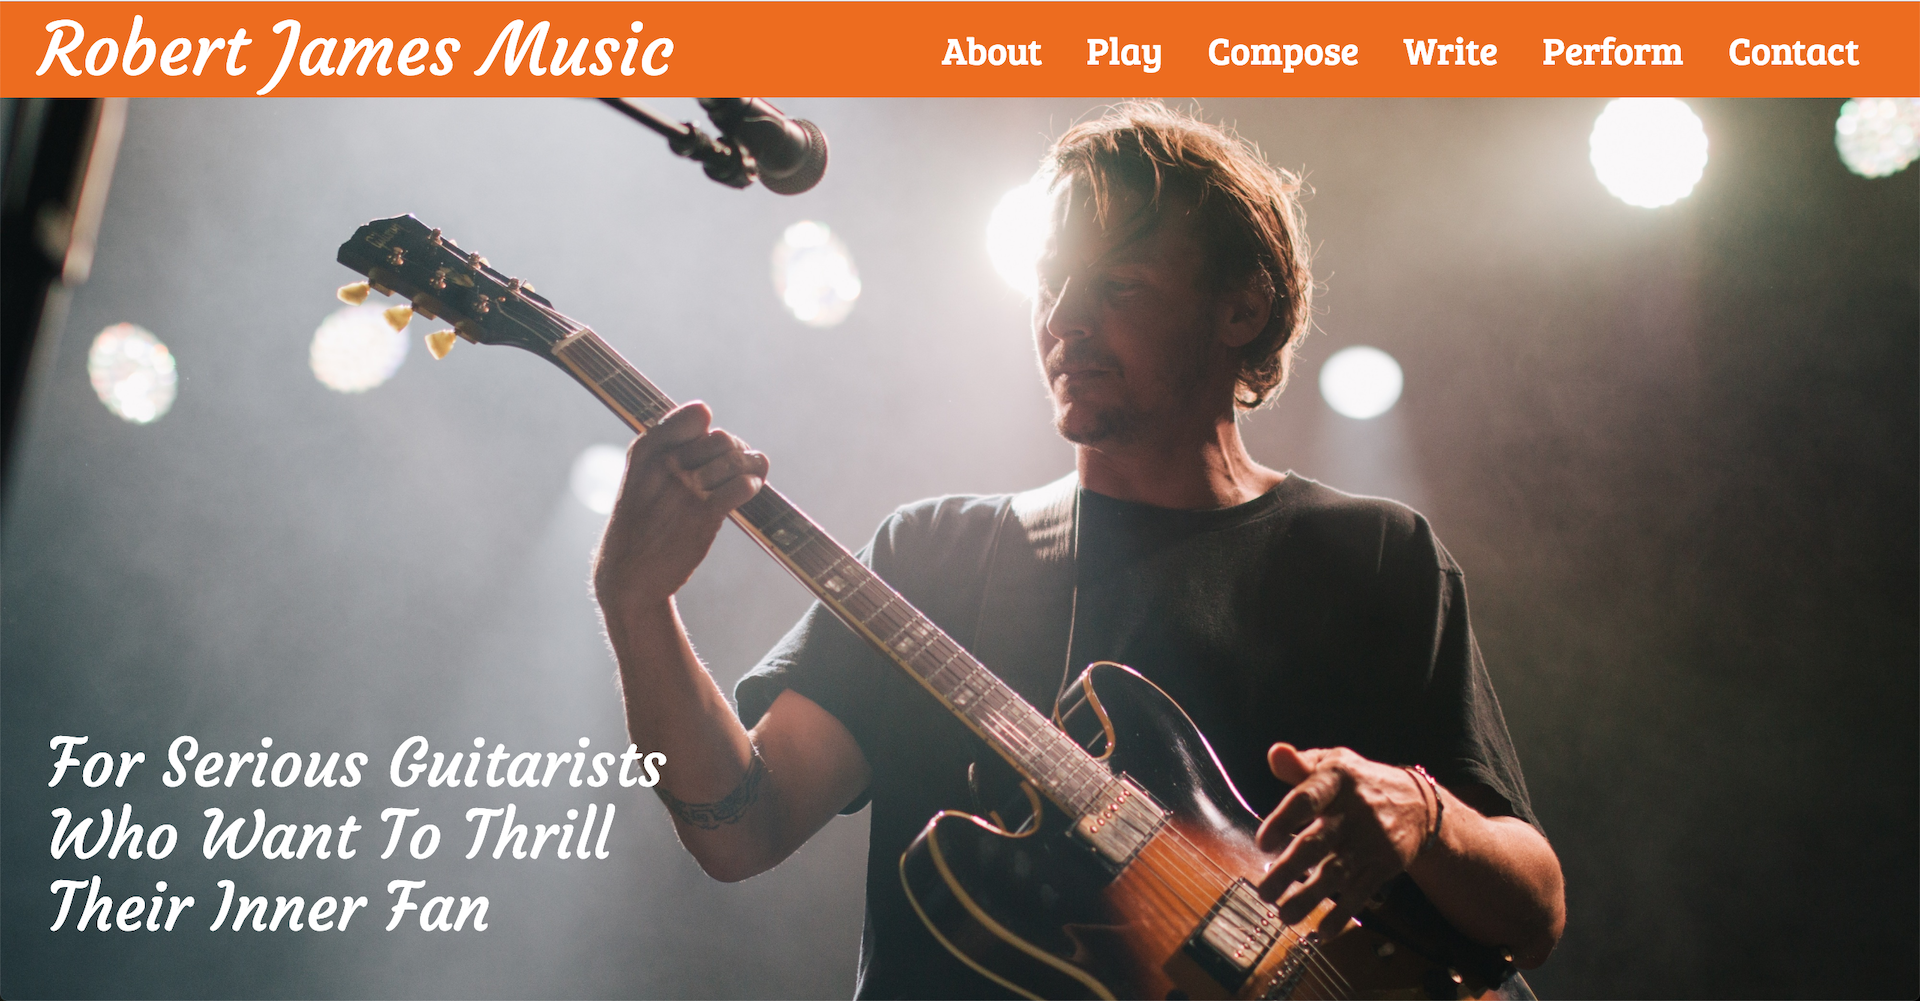 Robert James Music
About Play Compose Write Perform Contact
For Serious Guitarists
Who Want To Thrill
Their Inner Fan